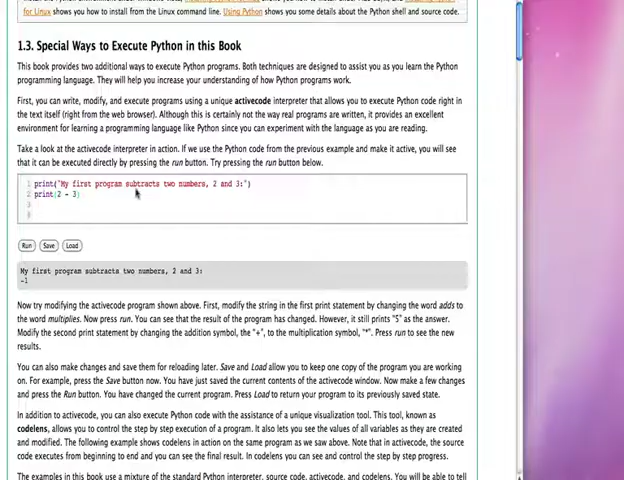 for Linux shows you how to install from the Linux command line. Using Python shows you some details about the Python shell and source code.
1.3. Special Ways to Execute Python in this Book
This book provides two additional ways to execute Python programs. Both techniques are designed to assist you as you learn the Python
programming language. They will help you increase your understanding of how Python programs work.
First, you can write, modify, and execute programs using a unique activecode interpreter that allows you to execute Python code right in
the text itself (right from the web browser). Although this is certainly not the way real programs are written, it provides an excellent
environment for learning a programming language like Python since you can experiment with the language as you are reading.
Take a look at the activecode interpreter in action. If we use the Python code from the previous example and make it active, you will see
that it can be executed directly by pressing the run button. Try pressing the run button below.
1 print("My first program subtracts two numbers, 2 and 3:")
2 print(2 - 3)
3
Run Save Load
My first program subtracts two numbers, 2 and 3:
-1
Now try modifying the activecode program shown above. First, modify the string in the first print statement by changing the word adds to
the word multiplies. Now press run. You can see that the result of the program has changed. However, it still prints "5" as the answer.
Modify the second print statement by changing the addition symbol, the "+", to the multiplication symbol, "*". Press run to see the new
results.
You can also make changes and save them for reloading later. Save and Load allow you to keep one copy of the program you are working
on. For example, press the Save button now. You have just saved the current contents of the activecode window. Now make a few changes
and press the Run button. You have changed the current program. Press Load to return your program to its previously saved state.
In addition to activecode, you can also execute Python code with the assistance of a unique visualization tool. This tool, known as
codelens, allows you to control the step by step execution of a program. It also lets you see the values of all variables as they are created
and modified. The following example shows codelens in action on the same program as we saw above. Note that in activecode, the source
code executes from beginning to end and you can see the final result. In codelens you can see and control the step by step progress.
The examples in this book use a mixture of the standard Python interpreter, source code, activecode, and codelens. You will be able to tell